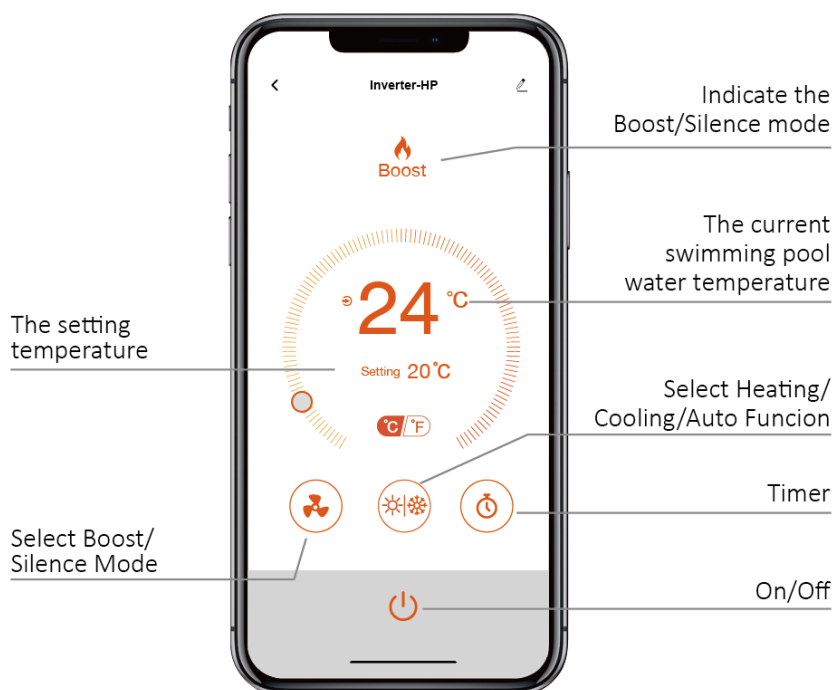 Inverter-HP
Indicate the
Boost/Silence mode
Boost
The current
swimming pool
water temperature
24 °C
The setting
temperature
Setting 20°C
°C/°F
Select Heating/
Cooling/Auto Funcion
Timer
Select Boost/
Silence Mode
On/Off